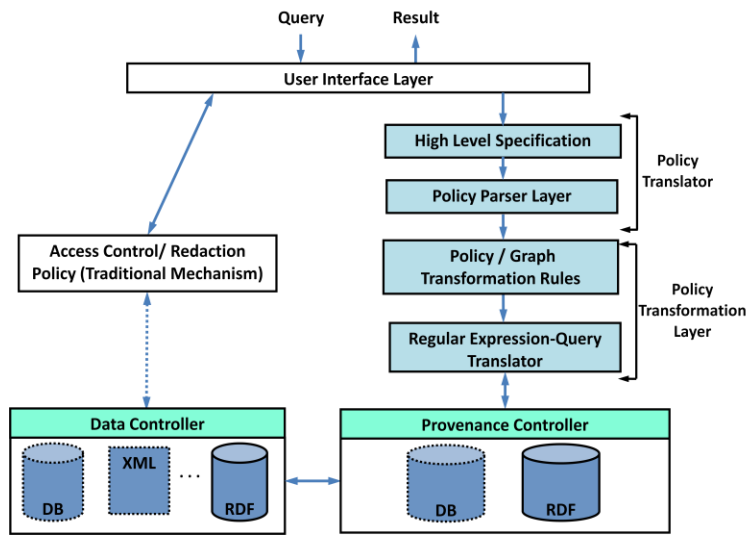 Query
Result
User Interface Layer
High Level Specification
Policy
Translator
Policy Parser Layer
Access Control/ Redaction
Policy (Traditional Mechanism)
Policy / Graph
Transformation Rules
Policy
Transformation
Layer
Regular Expression-Query
Translator
Data Controller
DB
XML
...
RDF
Provenance Controller
DB
RDF